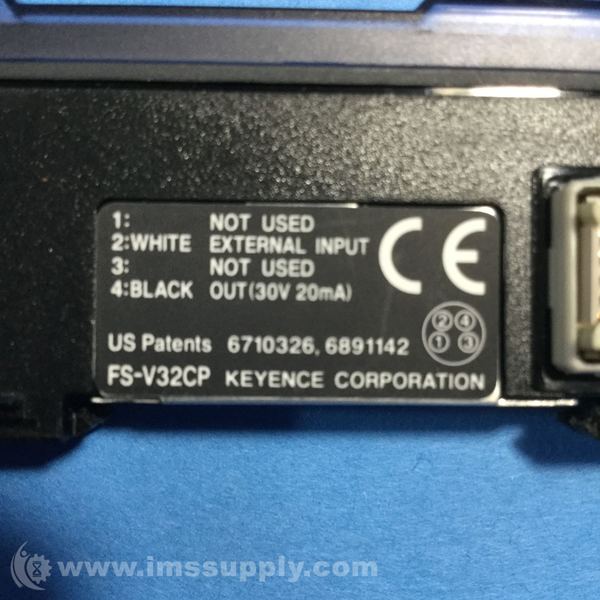 1: NOT USED
2:WHITE EXTERNAL INPUT
3: NOT USED
4:BLACK OUT(30V 20mA)
CE
US Patents 6710326, 6891142
② ④
① ③
FS-V32CP KEYENCE CORPORATION
www.imssupply.com